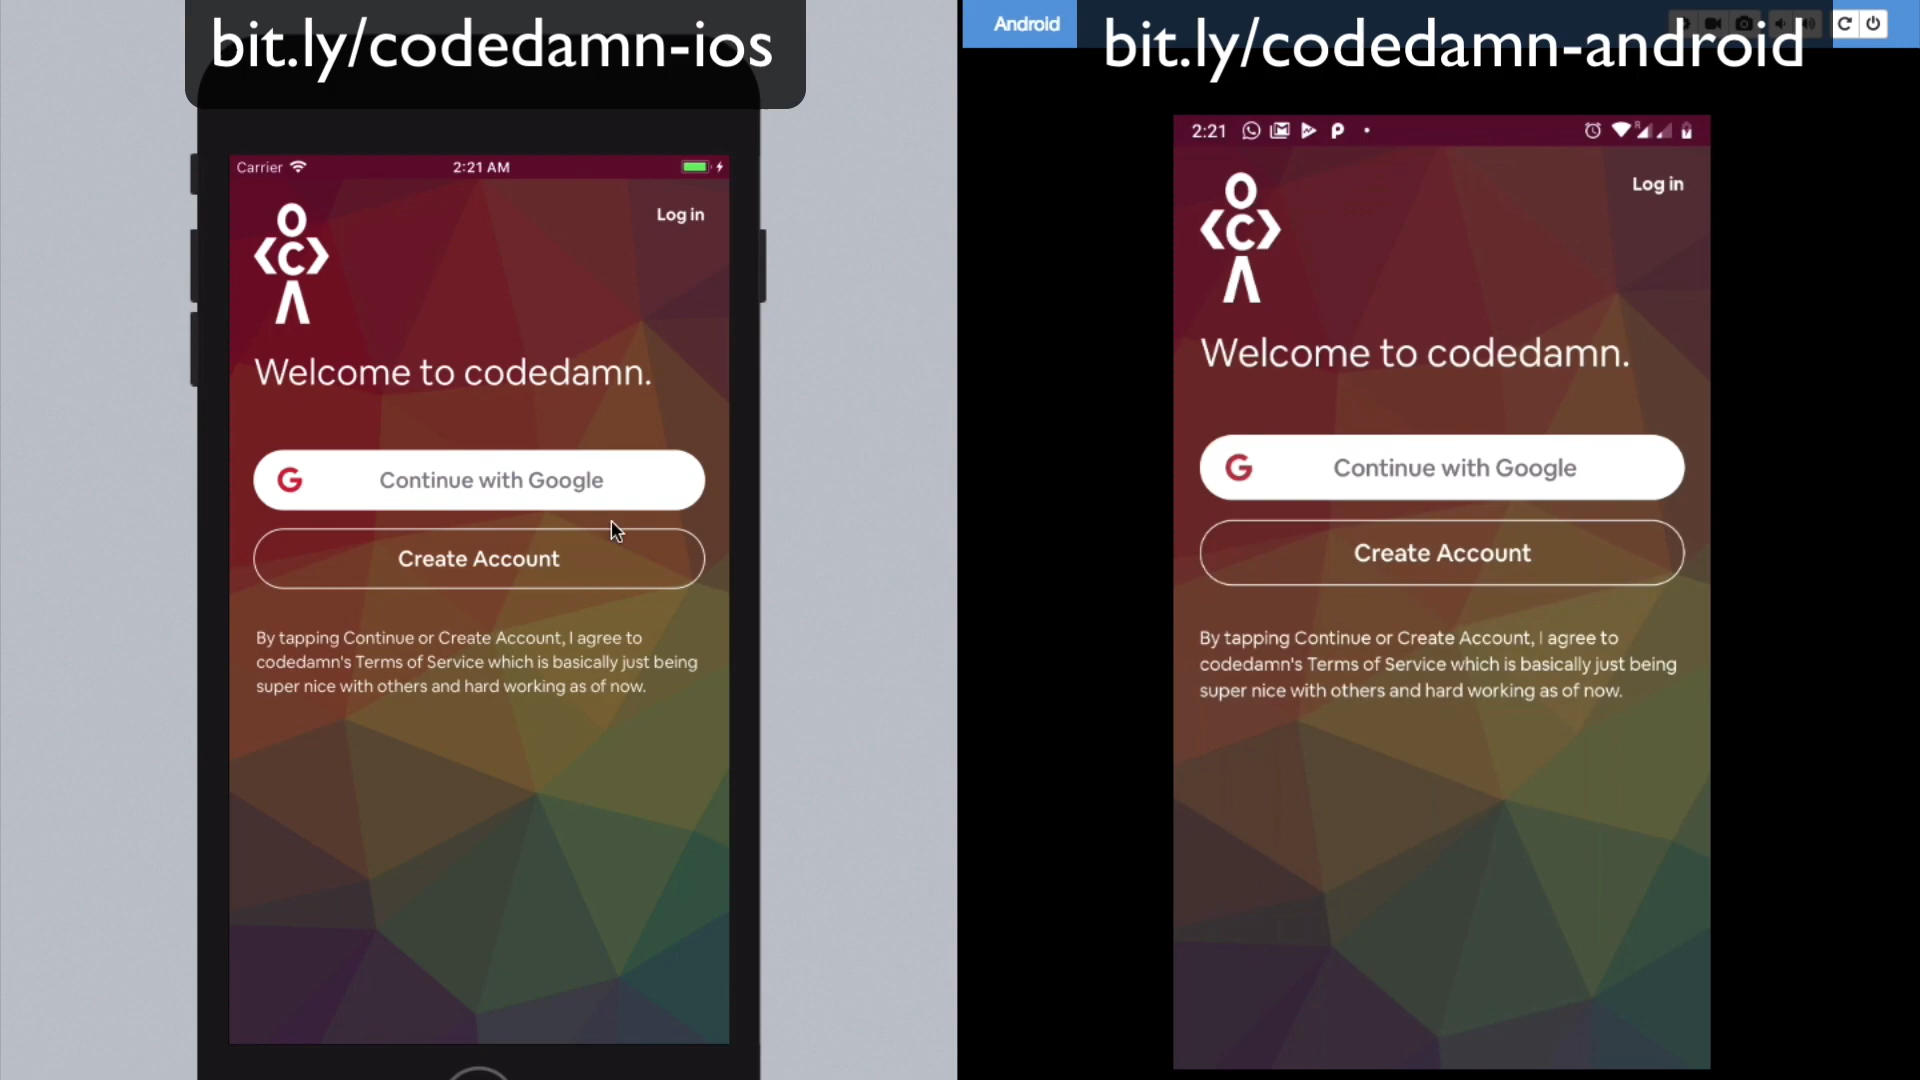 bit.ly/codedamn-ios
Carrier
2:21 AM
Log in
O
<C>
Λ
Welcome to codedamn.
G
Continue with Google
Create Account
By tapping Continue or Create Account, I agree to
codedamn's Terms of Service which is basically just being
super nice with others and hard working as of now.
Android
bit.ly/codedamn-android
2:21
R
Log in
O
<C>
Λ
Welcome to codedamn.
G
Continue with Google
Create Account
By tapping Continue or Create Account, I agree to
codedamn's Terms of Service which is basically just being
super nice with others and hard working as of now.